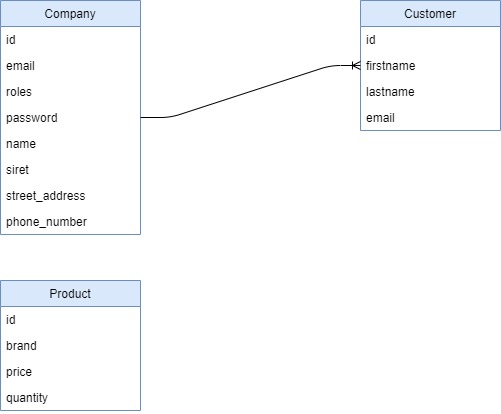 Company
id
email
roles
password
name
siret
street_address
phone_number
Customer
id
firstname
lastname
email
Product
id
brand
price
quantity